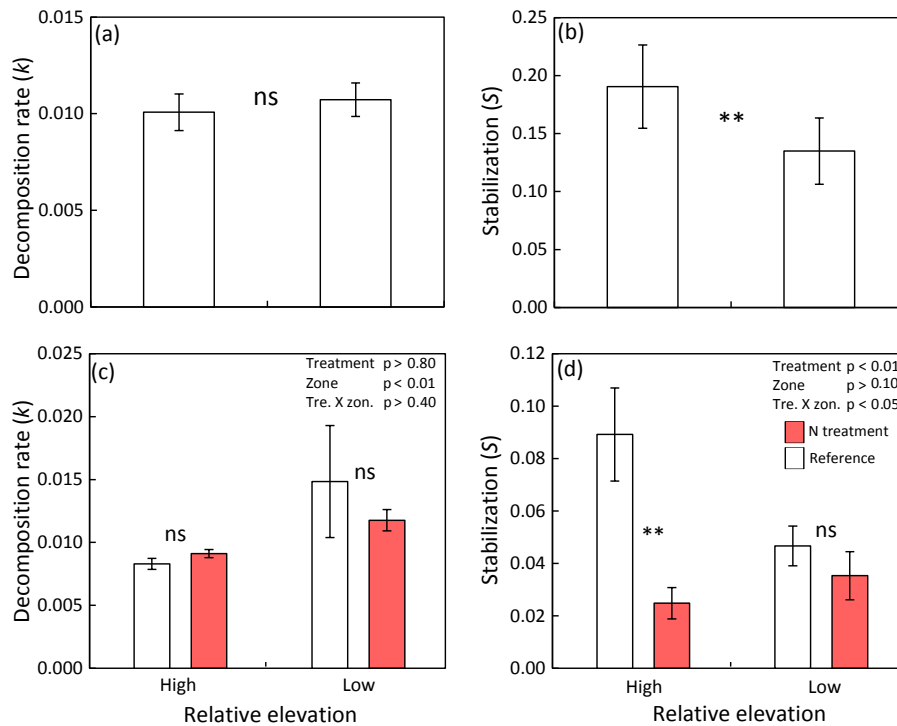 (a)
Decomposition rate (k)
0.015
0.010
0.005
0.000
ns
(b)
Stabilization (S)
0.25
0.20
0.15
0.10
0.05
0.00
**
(c)
Decomposition rate (k)
0.025
0.020
0.015
0.010
0.005
0.000
Treatment p > 0.80
Zone p < 0.01
Tre. X zon. p > 0.40
ns
ns
High
Low
Relative elevation
(d)
Stabilization (S)
0.12
0.10
0.08
0.06
0.04
0.02
0.00
Treatment p < 0.01
Zone p > 0.10
Tre. X zon. p < 0.05
N treatment
Reference
**
ns
High
Low
Relative elevation